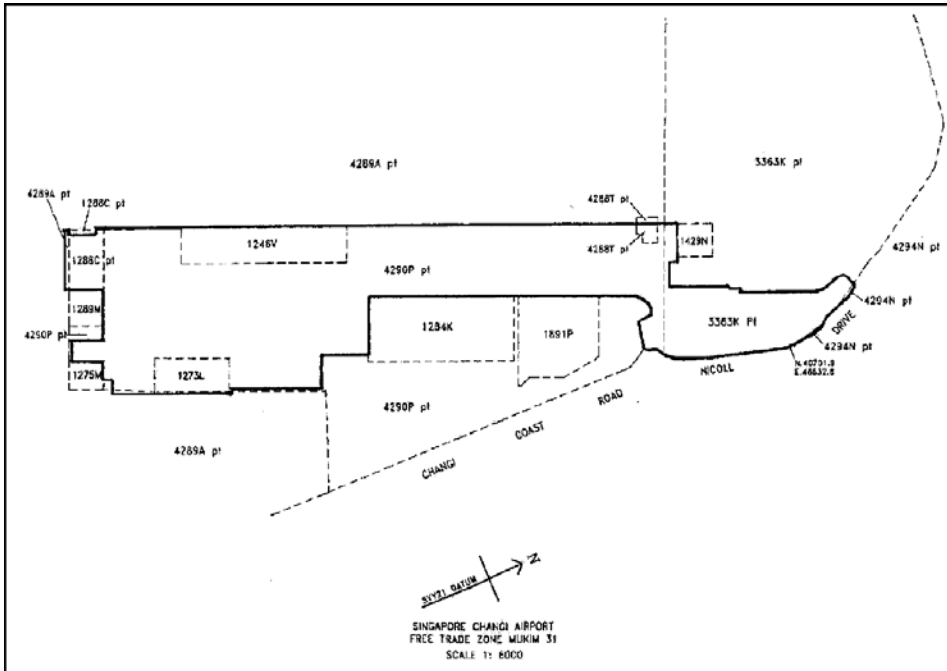 4289A pt
3363K pt
4289A pt
1288C pt
4288T pt
1246V
4288T pt
1429N
4294N pt
1288C pt
4290P pt
4294N pt
1289M
1284K
1891P
3363K Pt
DRIVE
4290P pt
4294N pt
NICOLL
1275M
1273L
4290P pt
ROAD
COAST
4289A pt
CHANGI
SVY21 DATUM
N
SINGAPORE CHANGI AIRPORT
FREE TRADE ZONE MUKIM 31
SCALE 1: 8000